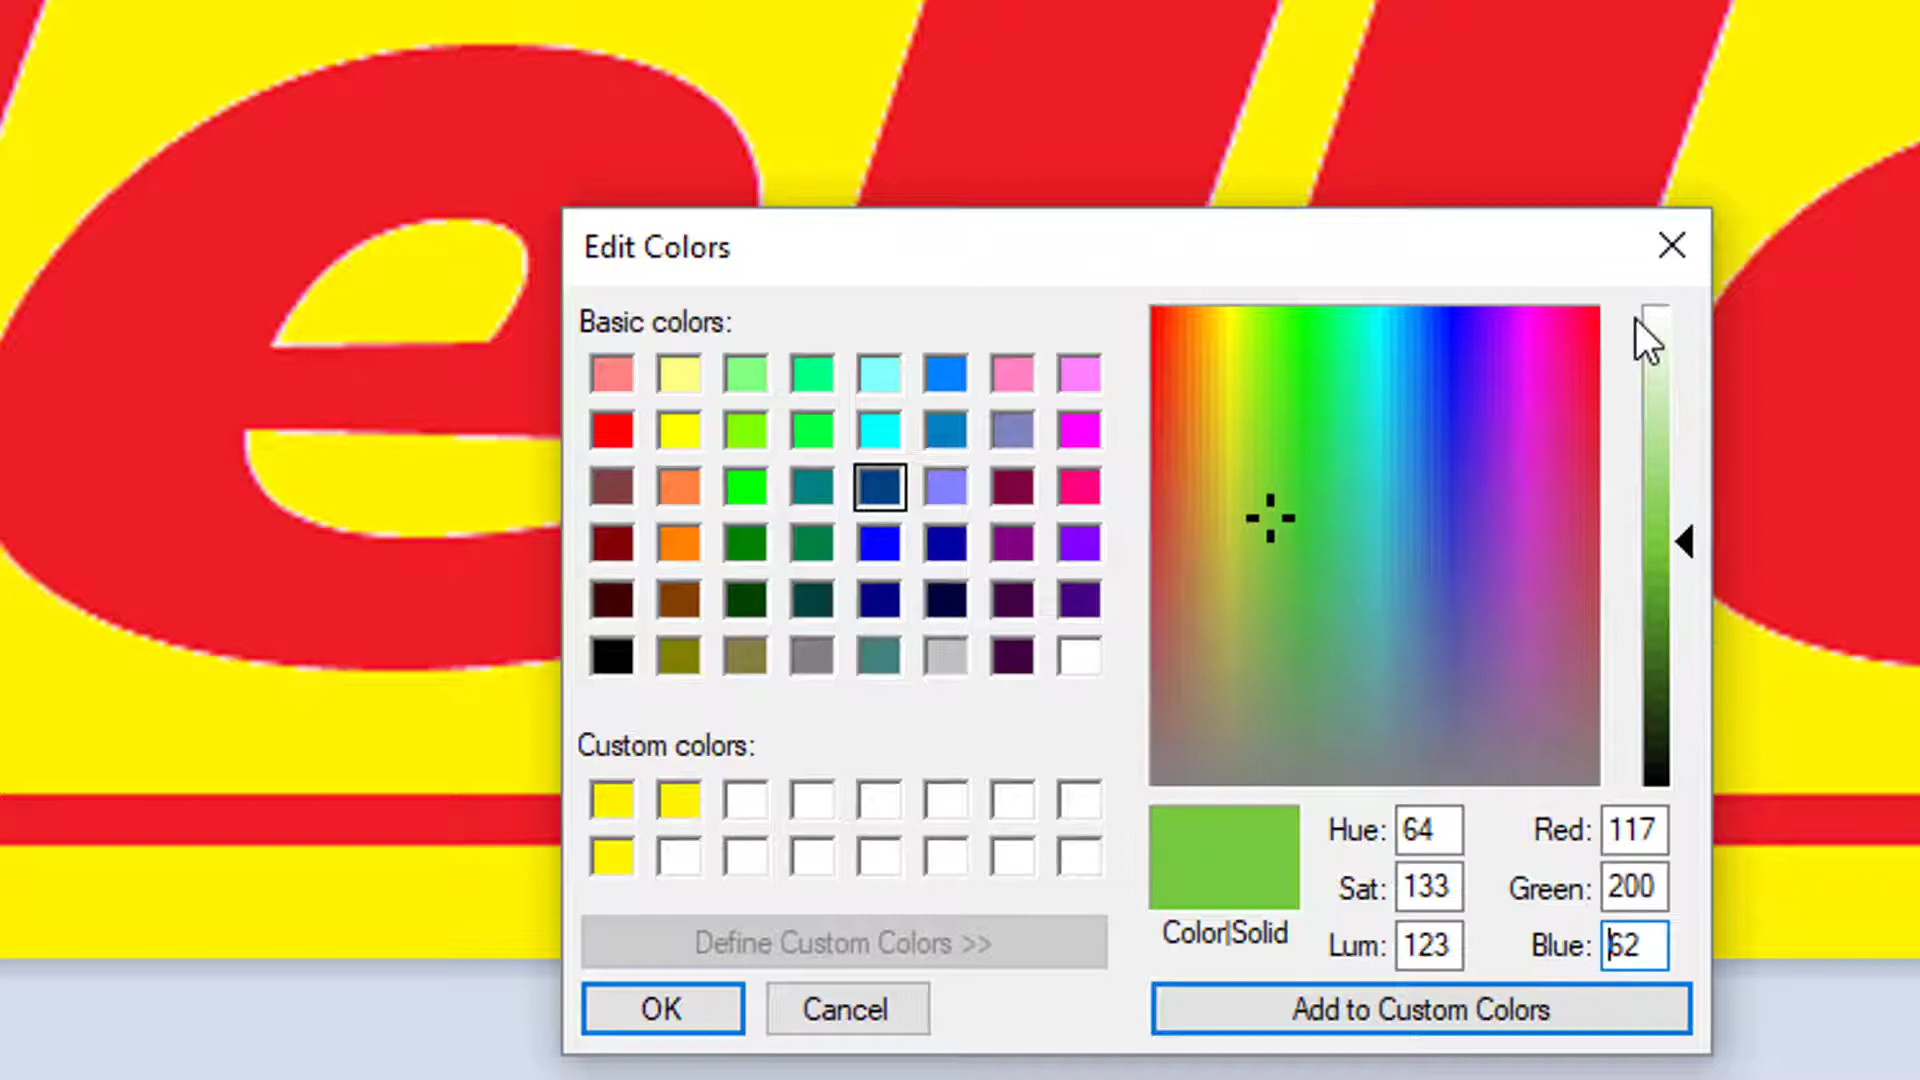 ello
Edit Colors
Basic colors:
Custom colors:
Define Custom Colors >>
OK
Cancel
Color|Solid
Hue: 64
Sat: 133
Lum: 123
Red: 117
Green: 200
Blue: 62
Add to Custom Colors